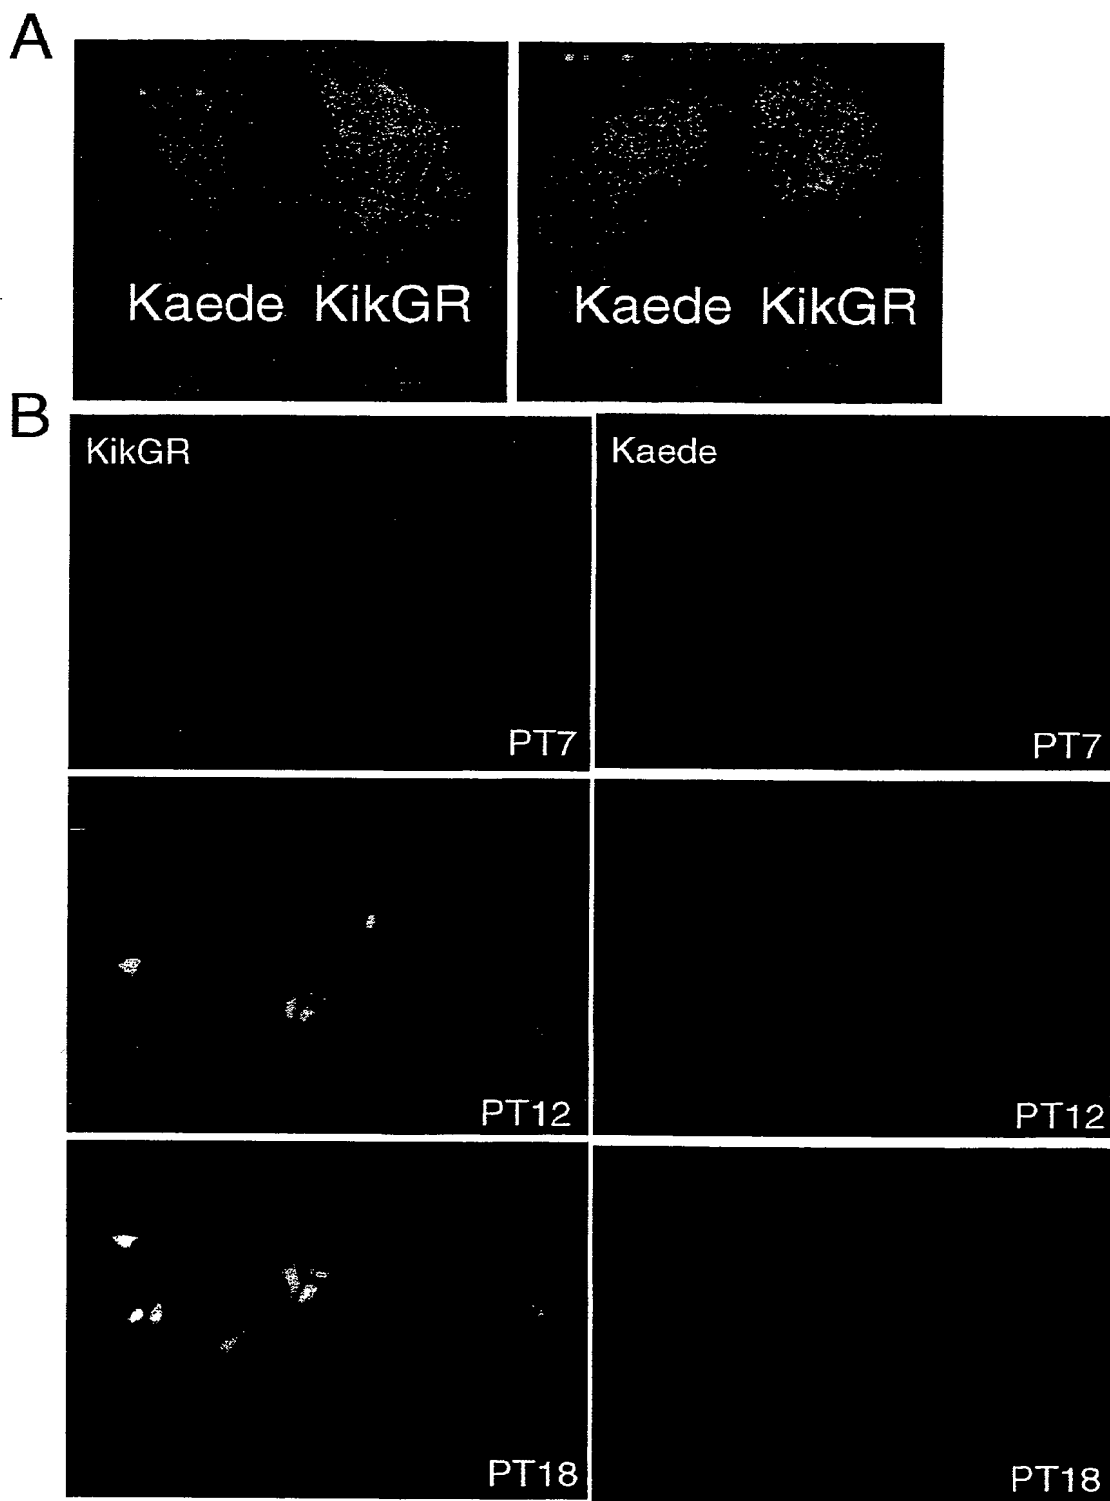 A
Kaede KikGR
Kaede KikGR
B
KikGR
Kaede
PT7
PT7
PT12
PT12
PT18
PT18